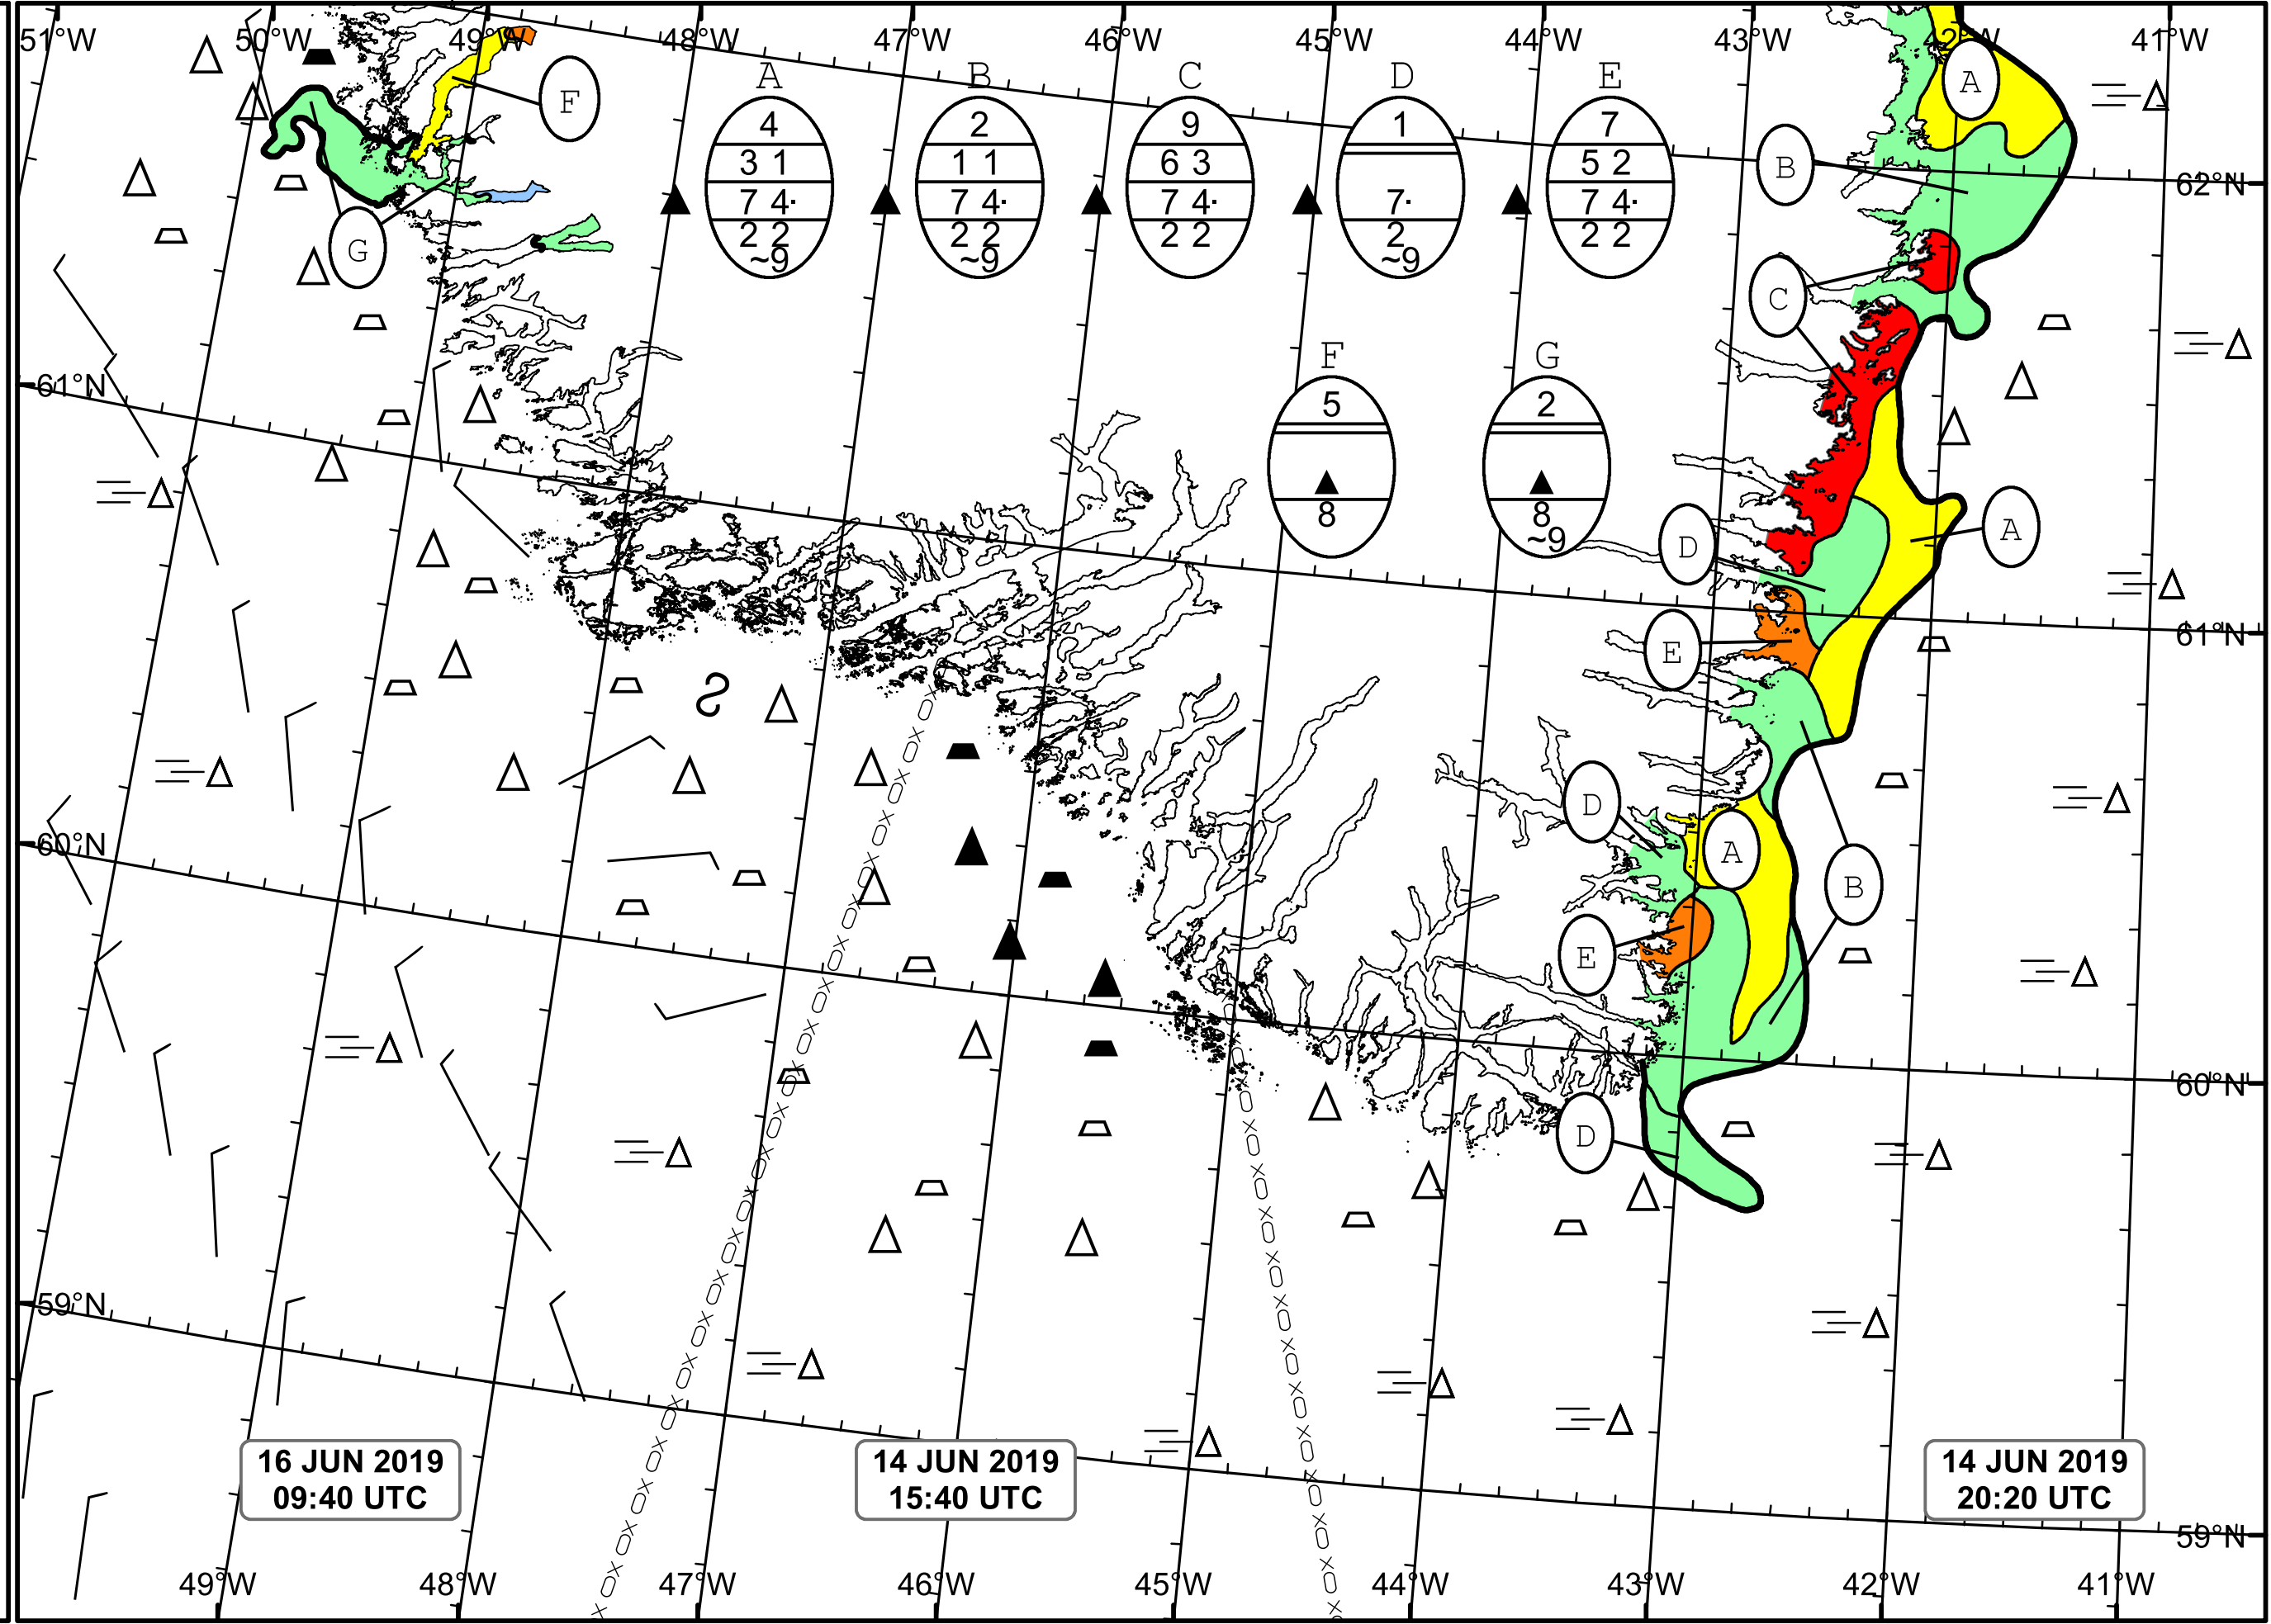 51°W 50°W 49°W 48°W 47°W 46°W 45°W 44°W 43°W 42°W 41°W
A B C D E
4 2 9 1 7
3 1 1 1 6 3 5 2
7 4· 7 4· 7 4· 7· 7 4·
2 2 2 2 2 2 2 2 2
~9 ~9 ~9
F G
5 2
8 8
~9
F
G
A
B
C
D
A
E
D
A
B
E
D
62°N
61°N
61°N
60°N
60°N
59°N
59°N
16 JUN 2019
09:40 UTC
14 JUN 2019
15:40 UTC
14 JUN 2019
20:20 UTC
49°W 48°W 47°W 46°W 45°W 44°W 43°W 42°W 41°W